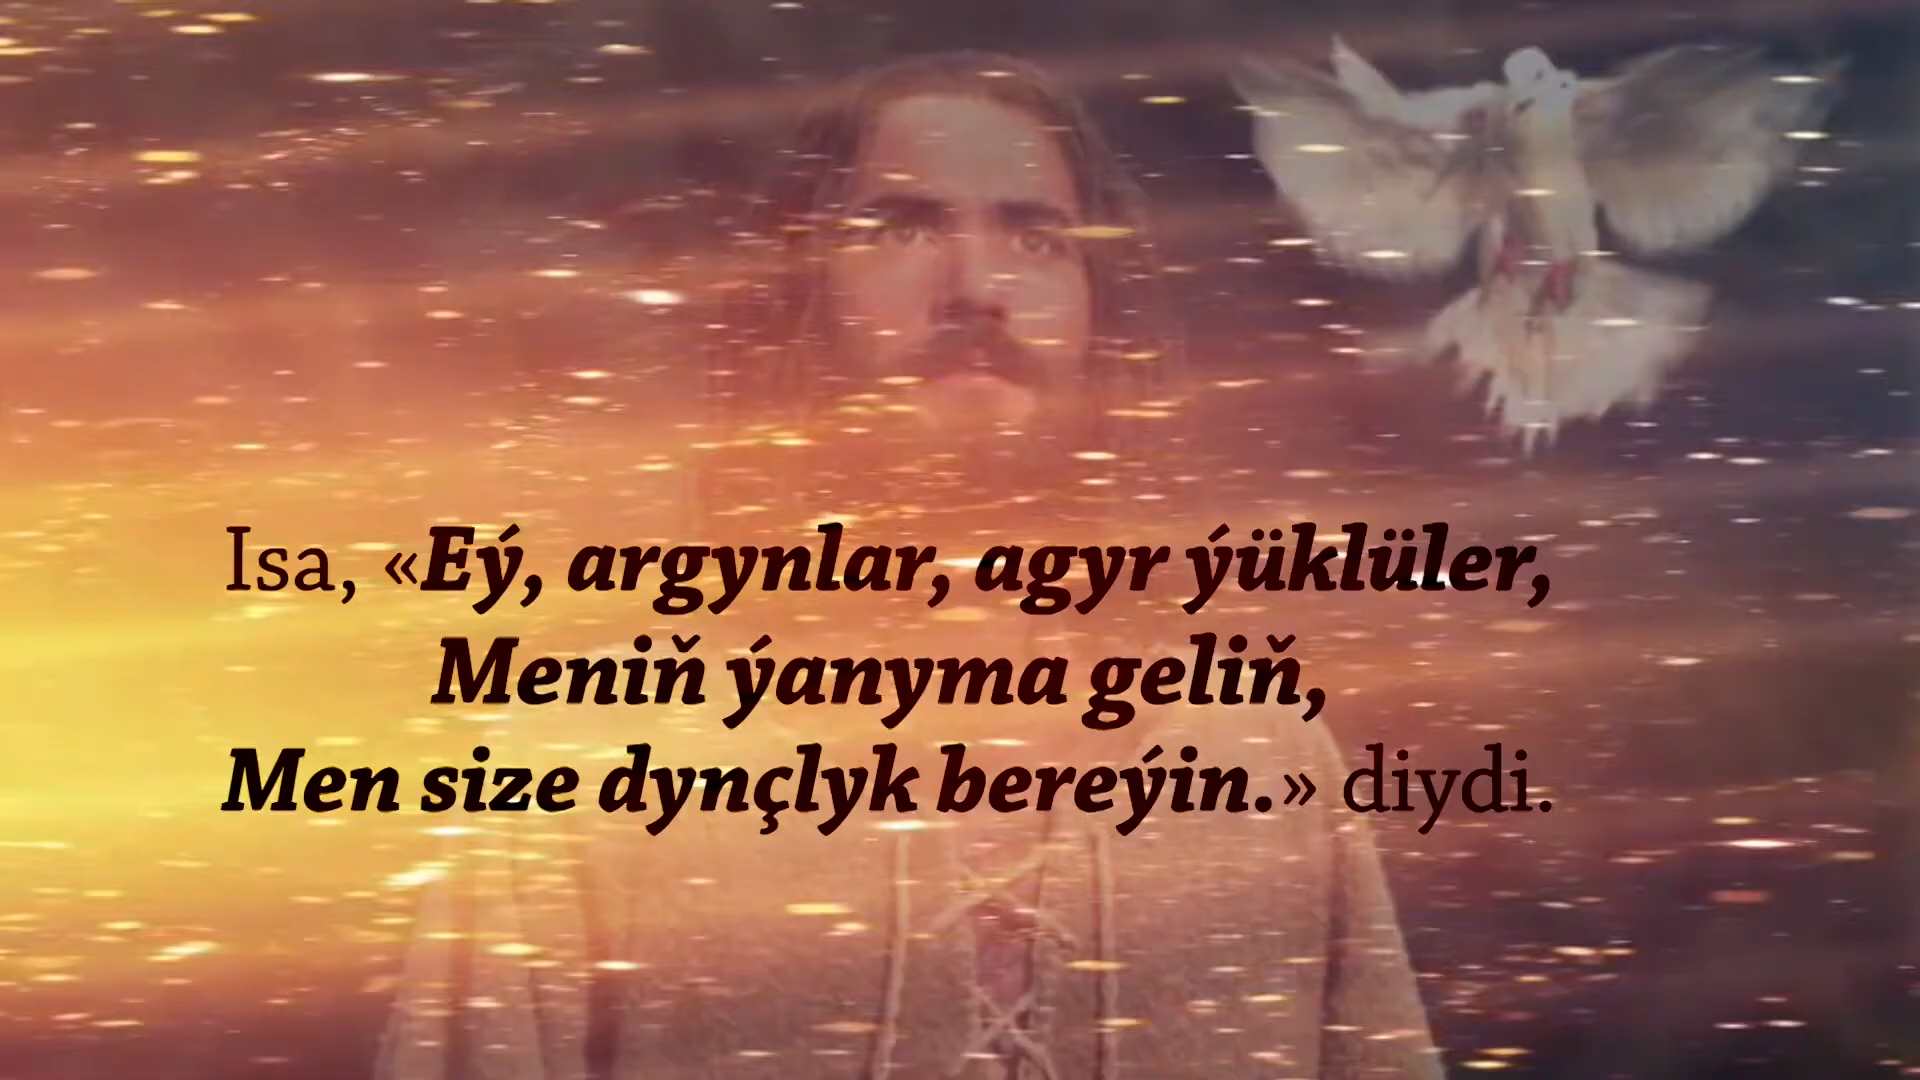 Isa, «Eý, argynlar, agyr ýüklüler,
Meniň ýanyma geliň,
Men size dynçlyk bereýin.» diydi.